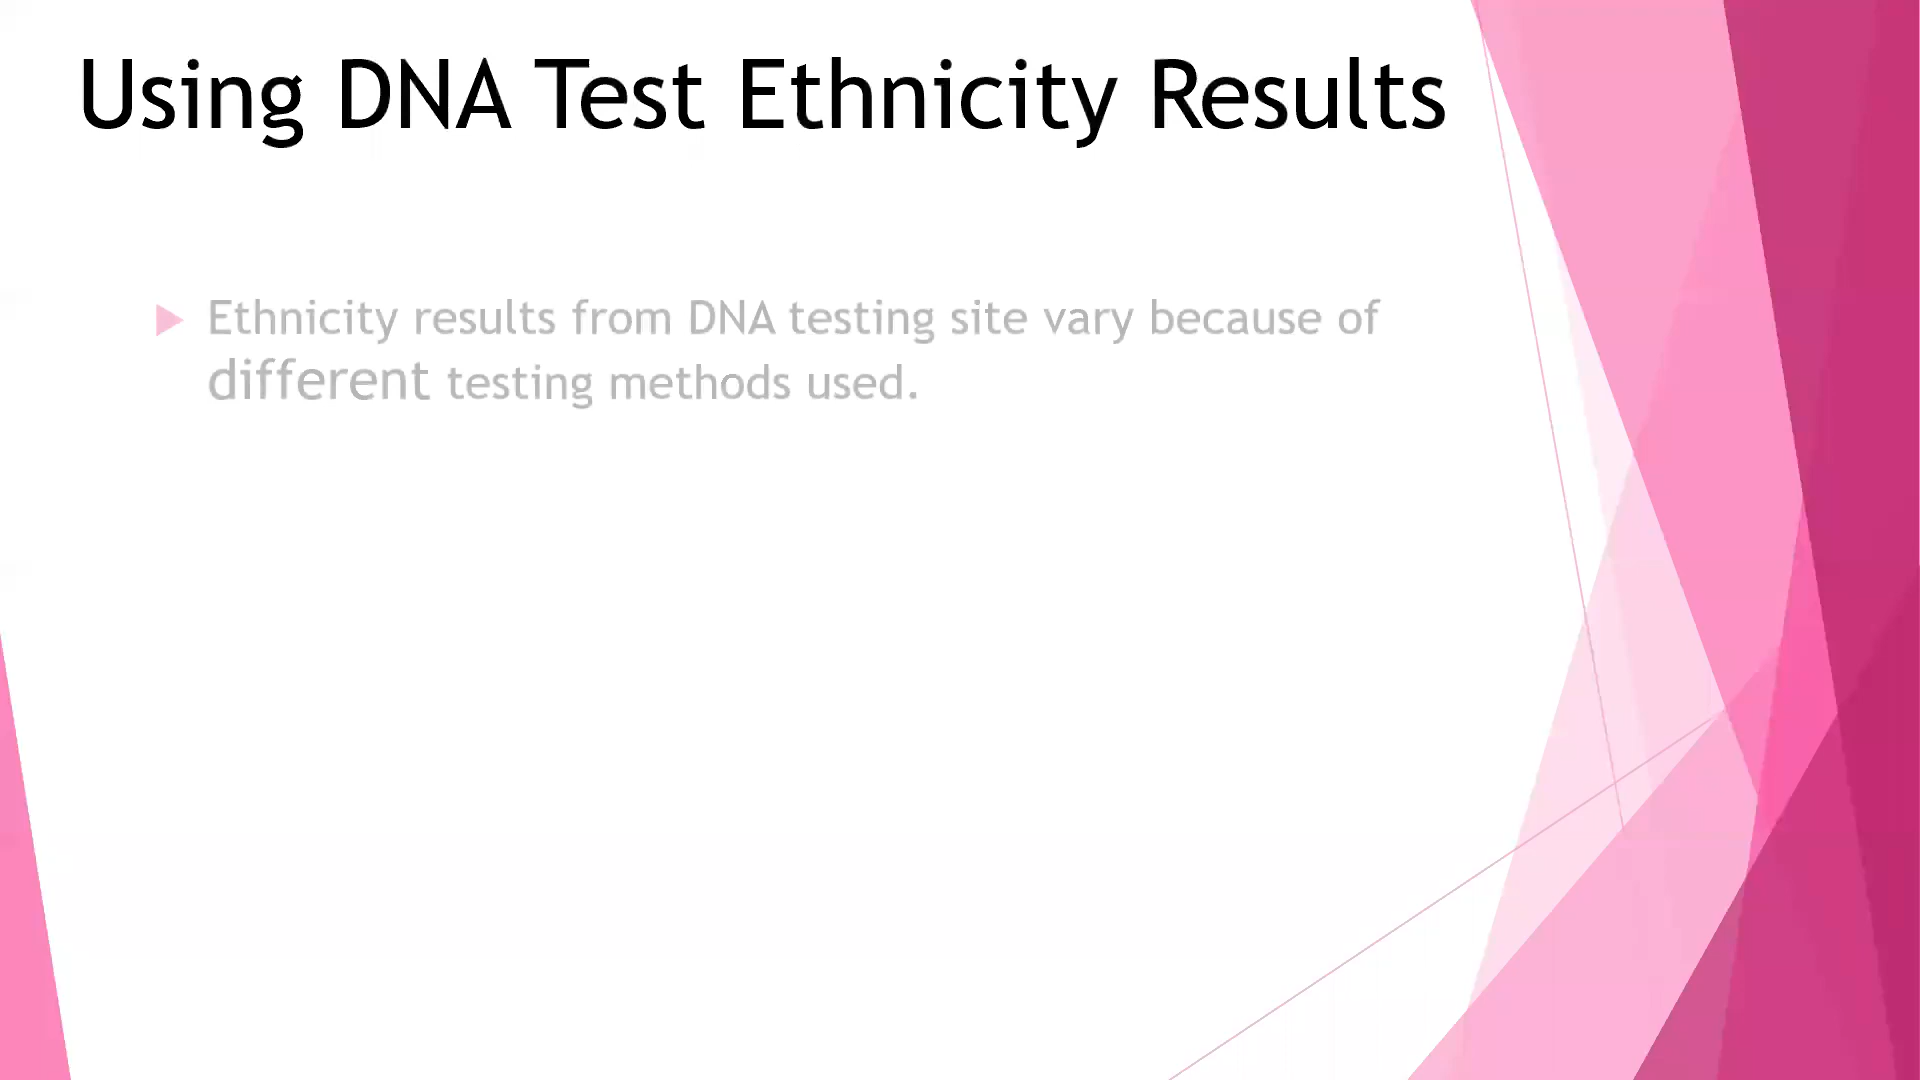 Using DNA Test Ethnicity Results
Ethnicity results from DNA testing site vary because of
different testing methods used.